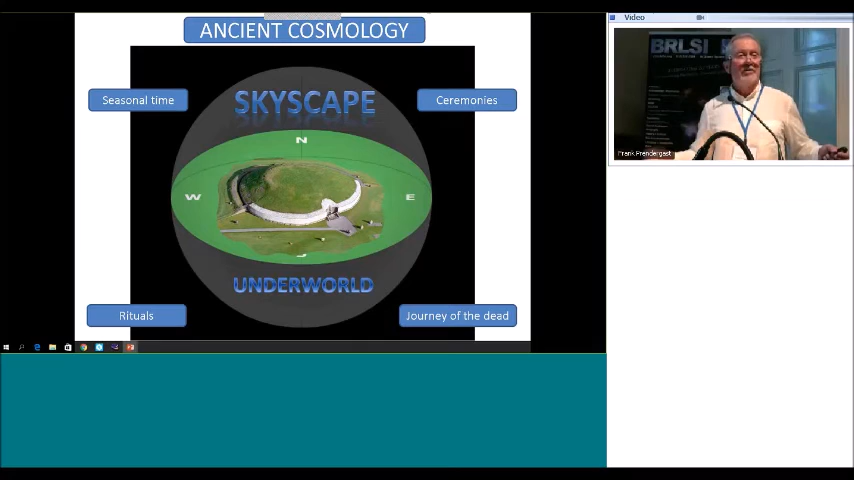 ANCIENT COSMOLOGY
Seasonal time
SKYSCAPE
Ceremonies
N
W
E
UNDERWORLD
Rituals
Journey of the dead
Video
BRLSI
Frank Prendergast